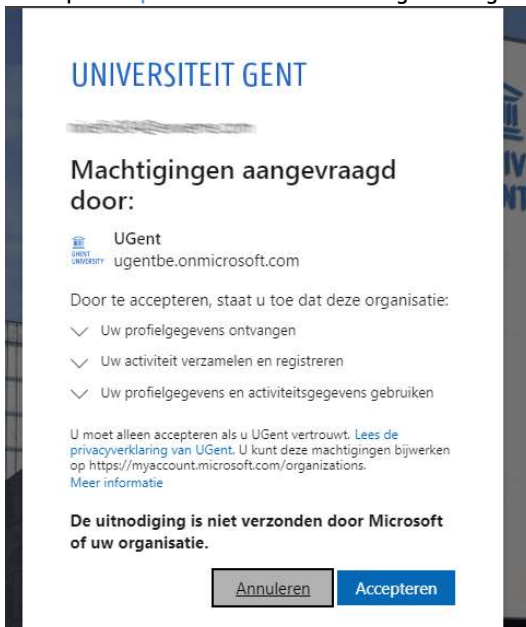 UNIVERSITEIT GENT
Machtigingen aangevraagd
door:
UGent
ugentbe.onmicrosoft.com
GHENT
UNIVERSITY
Door te accepteren, staat u toe dat deze organisatie:
Uw profielgegevens ontvangen
Uw activiteit verzamelen en registreren
Uw profielgegevens en activiteitsgegevens gebruiken
U moet alleen accepteren als u UGent vertrouwt. Lees de
privacyverklaring van UGent. U kunt deze machtigingen bijwerken
op https://myaccount.microsoft.com/organizations.
Meer informatie
De uitnodiging is niet verzonden door Microsoft
of uw organisatie.
Annuleren Accepteren